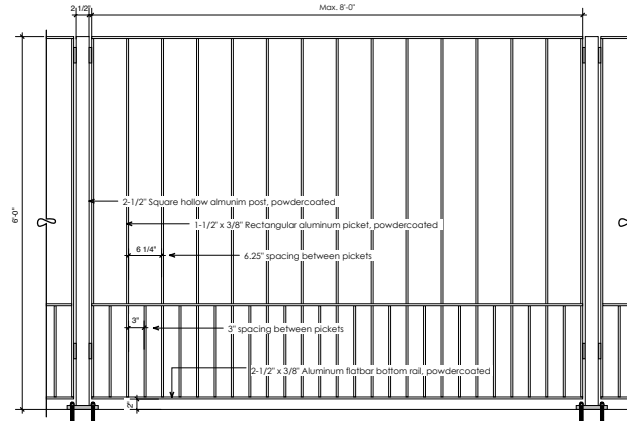 2 1/2"
Max. 8'-0"
6'-0"
2-1/2" Square hollow almunim post, powdercoated
1-1/2" x 3/8" Rectangular aluminum picket, powdercoated
6 1/4"
6.25" spacing between pickets
3"
3" spacing between pickets
2-1/2" x 3/8" Aluminum flatbar bottom rail, powdercoated
2"